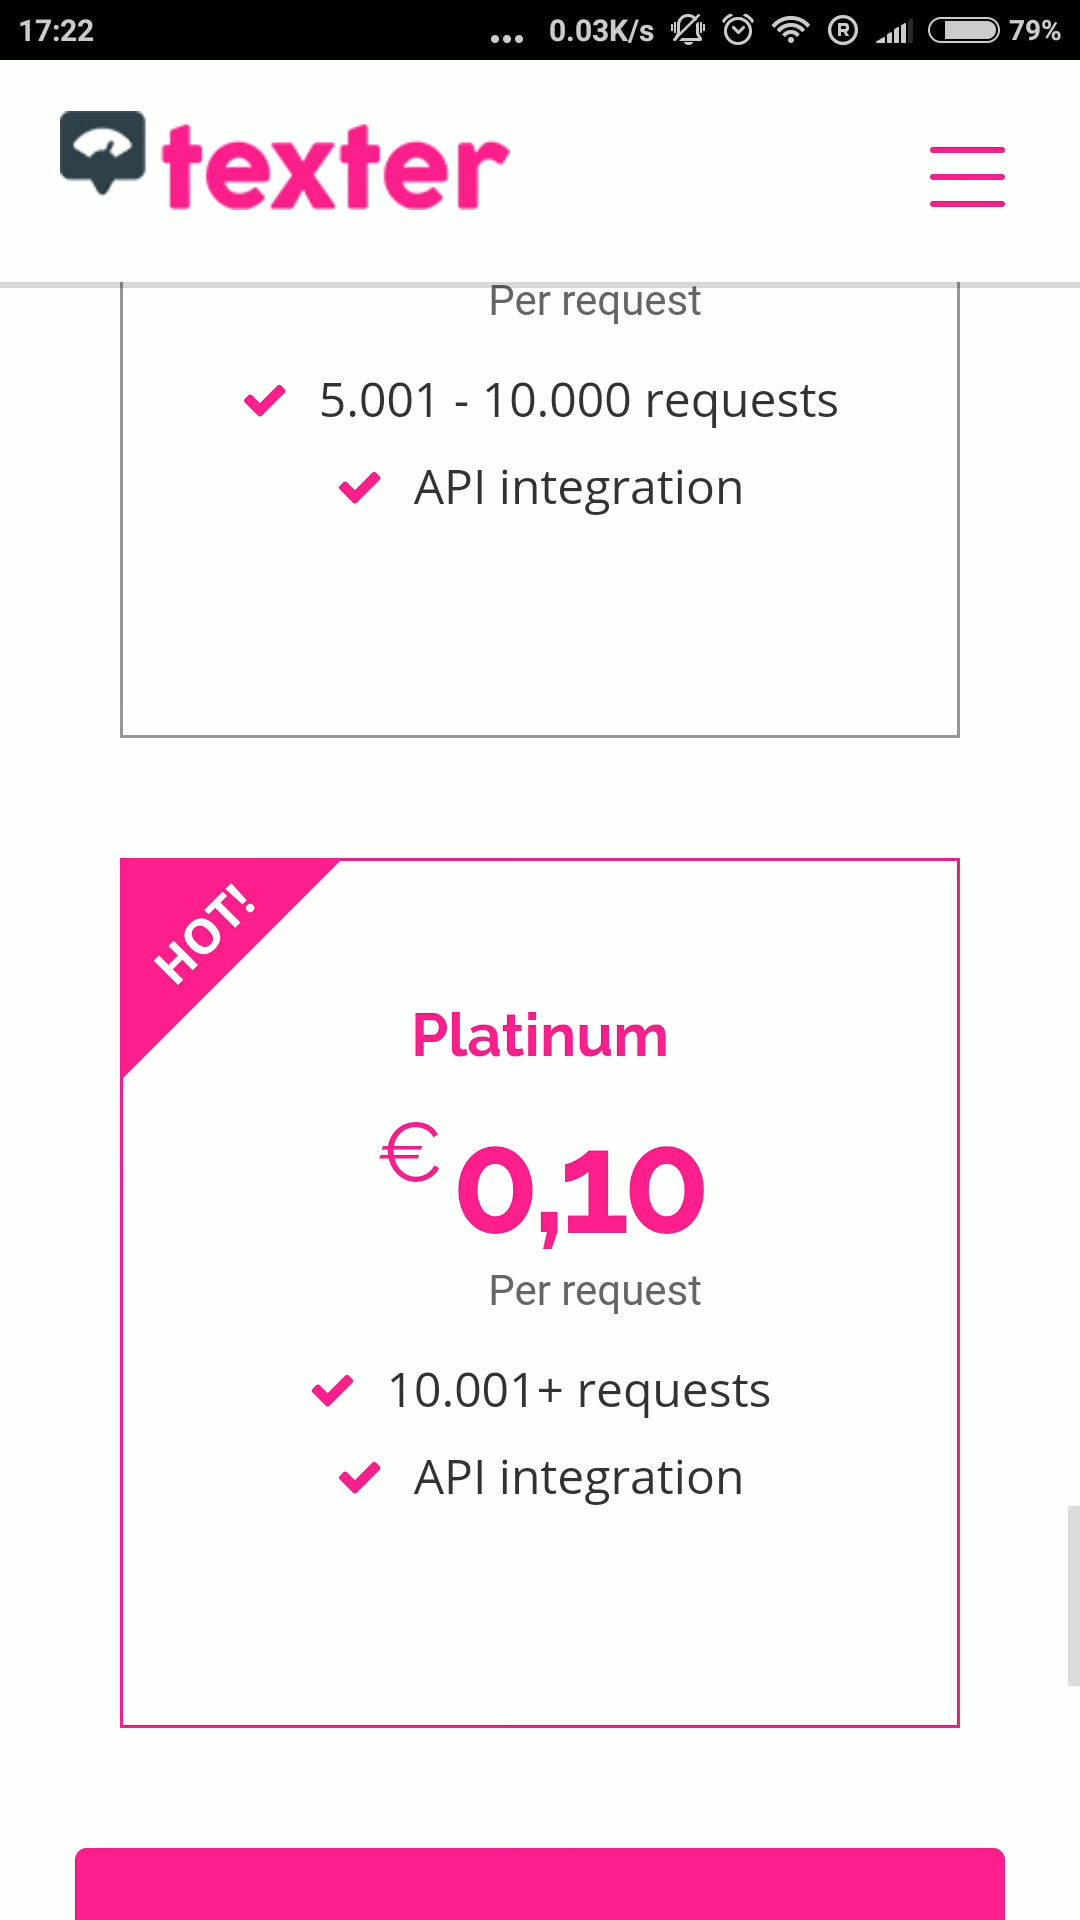 17:22 ... 0.03K/s R 79%
texter
Per request
5.001 - 10.000 requests
API integration
HOT!
Platinum
€ 0,10
Per request
10.001+ requests
API integration